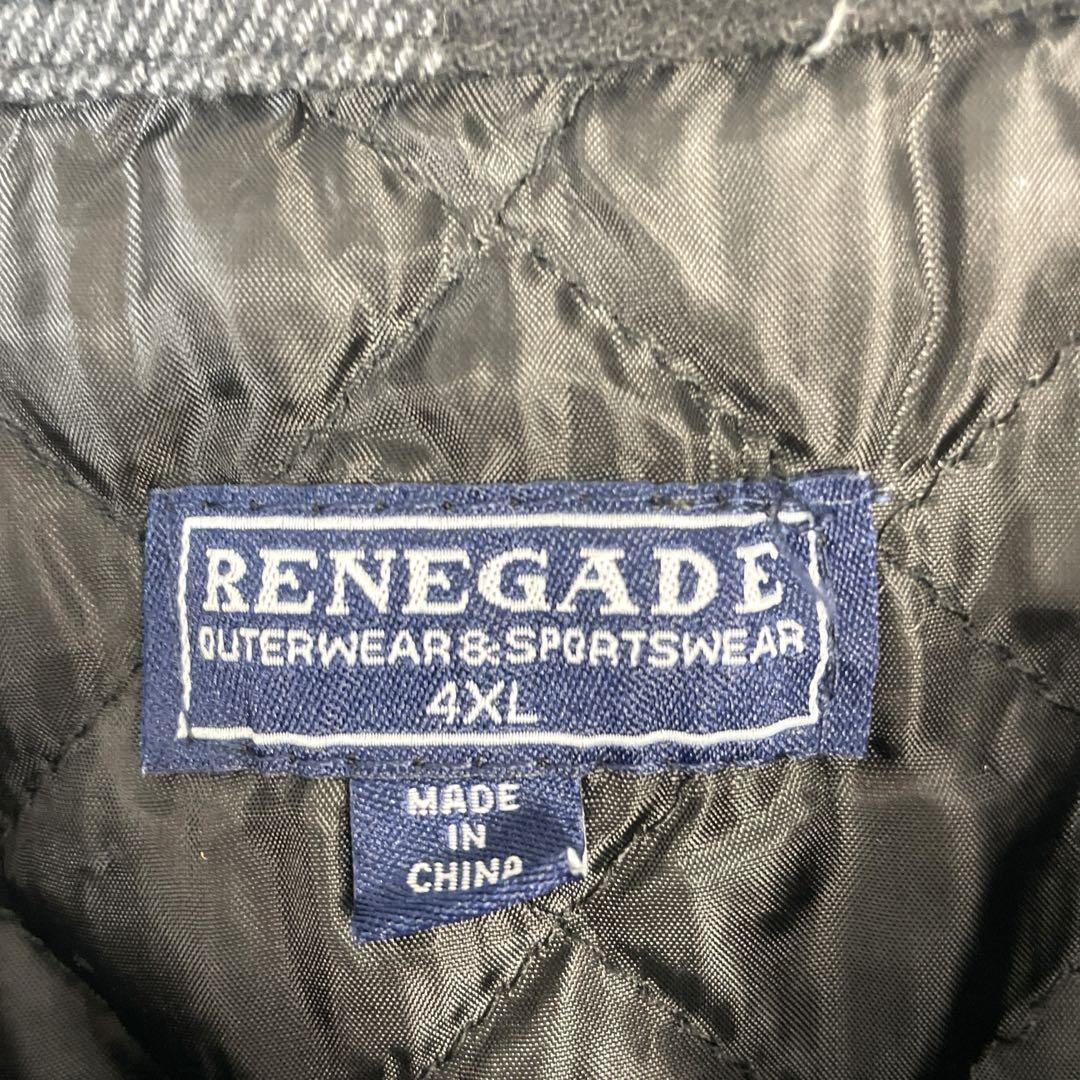 RENEGADE
OUTERWEAR & SPORTSWEAR
4XL
MADE
IN
CHINA